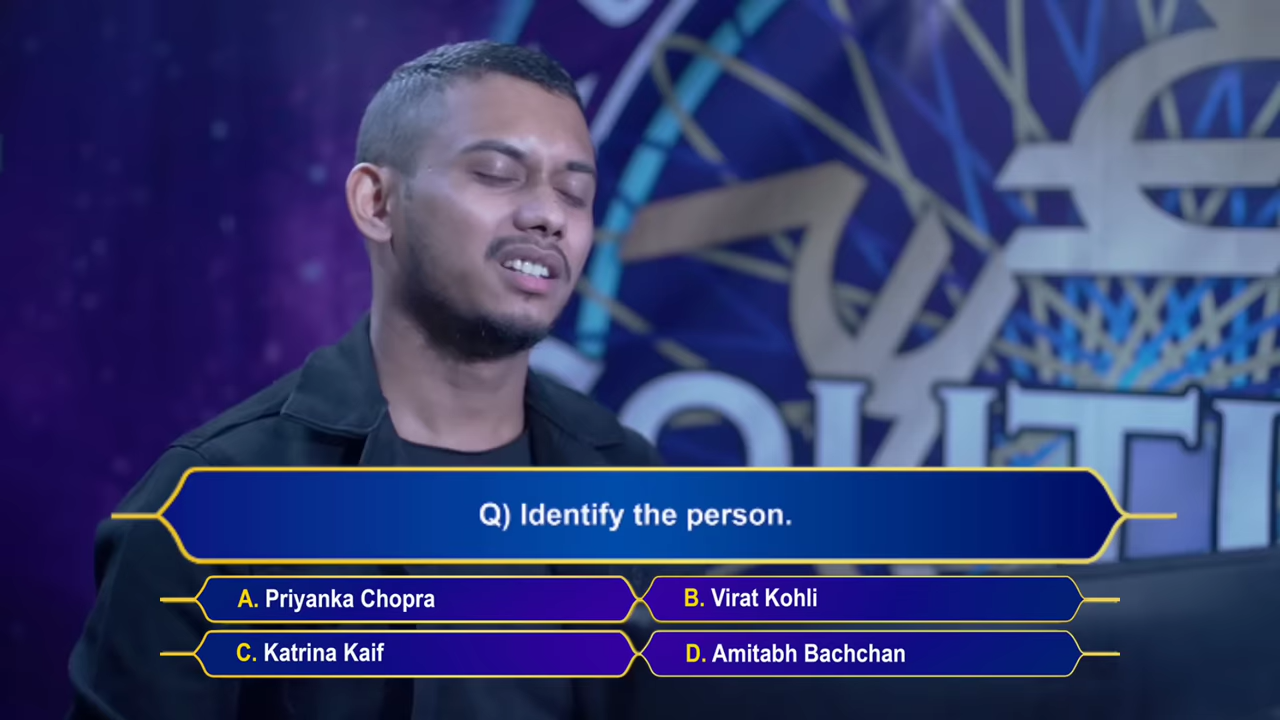 Q) Identify the person.
A. Priyanka Chopra
B. Virat Kohli
C. Katrina Kaif
D. Amitabh Bachchan